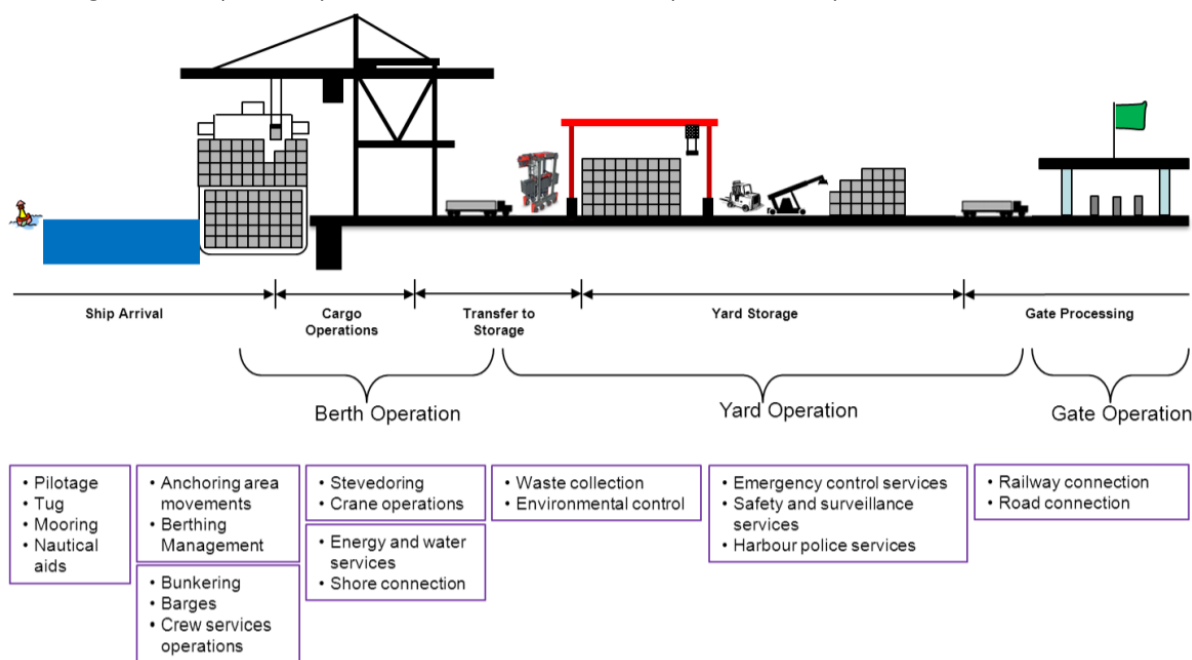 Ship Arrival
Cargo
Operations
Transfer to
Storage
Yard Storage
Gate Processing
Berth Operation
Yard Operation
Gate Operation
• Pilotage
• Tug
• Mooring
• Nautical
aids
• Anchoring area
movements
• Berthing
Management
• Bunkering
• Barges
• Crew services
operations
• Stevedoring
• Crane operations
• Energy and water
services
• Shore connection
• Waste collection
• Environmental control
• Emergency control services
• Safety and surveillance
services
• Harbour police services
• Railway connection
• Road connection